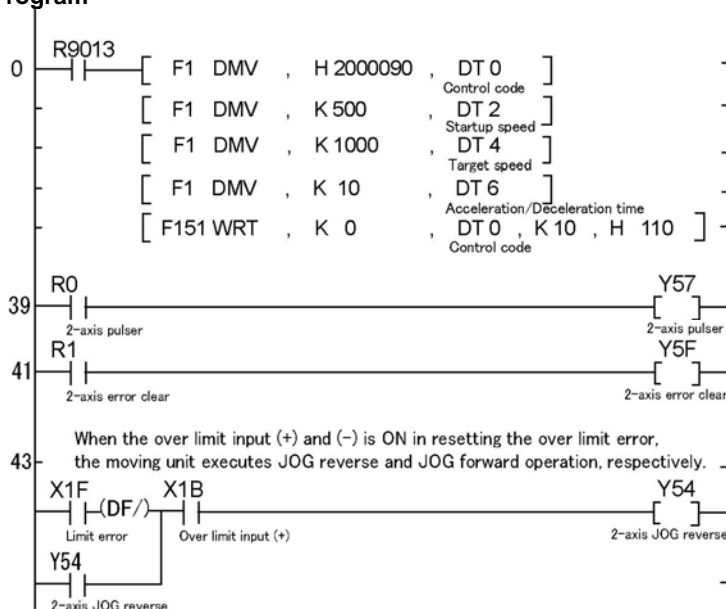 rogram
R9013
0 [ F1 DMV , H 2000090 , DT 0 ]
Control code
[ F1 DMV , K 500 , DT 2 ]
Startup speed
[ F1 DMV , K 1000 , DT 4 ]
Target speed
[ F1 DMV , K 10 , DT 6 ]
Acceleration/Deceleration time
[ F151 WRT , K 0 , DT 0 , K 10 , H 110 ]
Control code
R0 Y57
39 [ ]
2-axis pulser 2-axis pulser
R1 Y5F
41 [ ]
2-axis error clear 2-axis error clear
When the over limit input (+) and (-) is ON in resetting the over limit error,
43 the moving unit executes JOG reverse and JOG forward operation, respectively.
X1F X1B Y54
(DF/) [ ]
Limit error Over limit input (+) 2-axis JOG reverse
Y54
2-axis JOG reverse